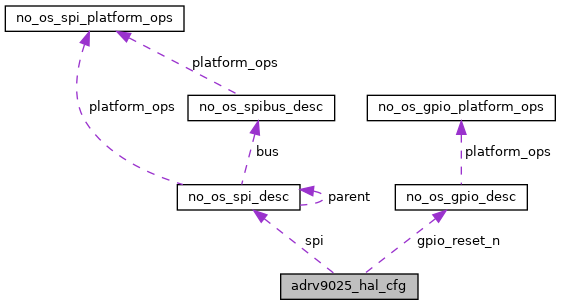 no_os_spi_platform_ops
platform_ops
platform_ops
no_os_spibus_desc
no_os_gpio_platform_ops
bus
platform_ops
no_os_spi_desc
parent
no_os_gpio_desc
spi
gpio_reset_n
adrv9025_hal_cfg